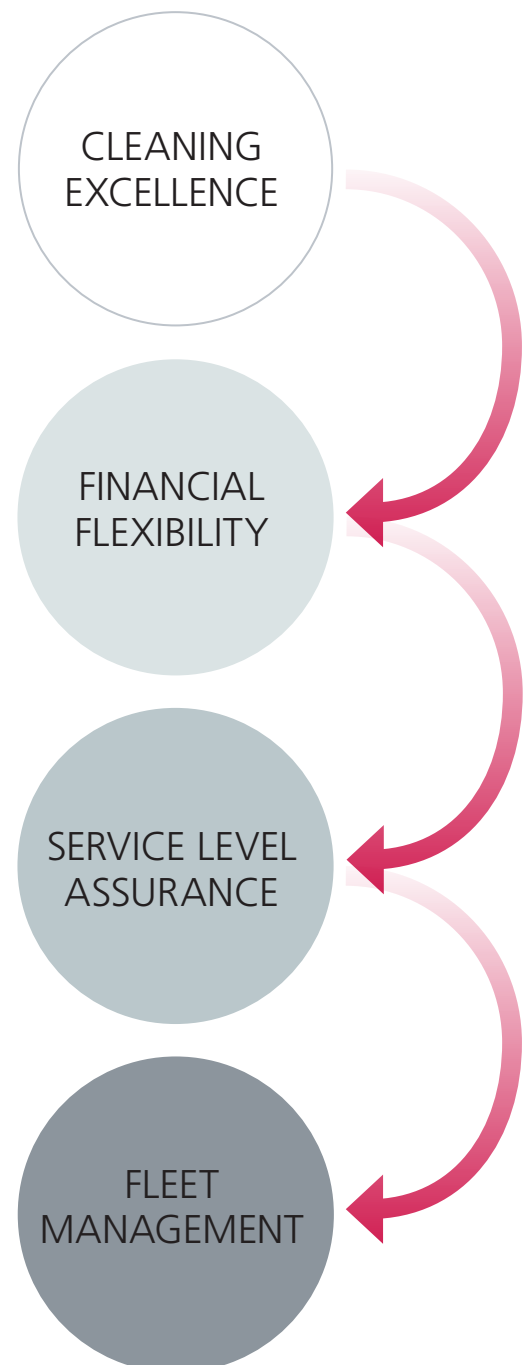 CLEANING
EXCELLENCE
FINANCIAL
FLEXIBILITY
SERVICE LEVEL
ASSURANCE
FLEET
MANAGEMENT